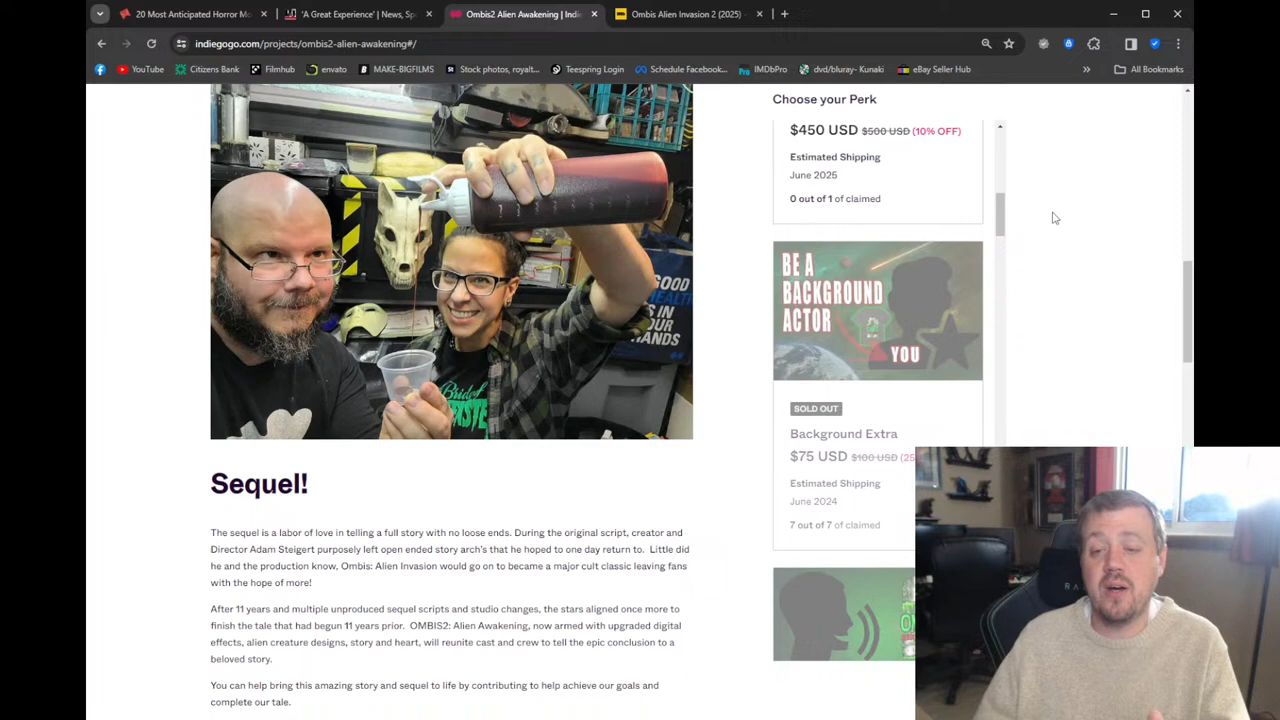 20 Most Anticipated Horror Mo
'A Great Experience' | News, Sp
Ombis2 Alien Awakening | Indie
Ombis Alien Invasion 2 (2025)
indiegogo.com/projects/ombis2-alien-awakening#/
YouTube
Citizens Bank
Filmhub
envato
MAKE-BIGFILMS
Stock photos, royalt...
Teespring Login
Schedule Facebook...
IMDbPro
dvd/bluray- Kunaki
eBay Seller Hub
»
All Bookmarks
Choose your Perk
$450 USD $500 USD (10% OFF)
Estimated Shipping
June 2025
0 out of 1 of claimed
BE A
BACKGROUND
ACTOR
YOU
SOLD OUT
Background Extra
$75 USD $100 USD (25
Estimated Shipping
June 2024
7 out of 7 of claimed
GOOD
HEALTH
IN
YOUR
HANDS
Bride of
Sequel!
The sequel is a labor of love in telling a full story with no loose ends. During the original script, creator and
Director Adam Steigert purposely left open ended story arch's that he hoped to one day return to. Little did
he and the production know, Ombis: Alien Invasion would go on to became a major cult classic leaving fans
with the hope of more!
After 11 years and multiple unproduced sequel scripts and studio changes, the stars aligned once more to
finish the tale that had begun 11 years prior. OMBIS2: Alien Awakening, now armed with upgraded digital
effects, alien creature designs, story and heart, will reunite cast and crew to tell the epic conclusion to a
beloved story.
You can help bring this amazing story and sequel to life by contributing to help achieve our goals and
complete our tale.